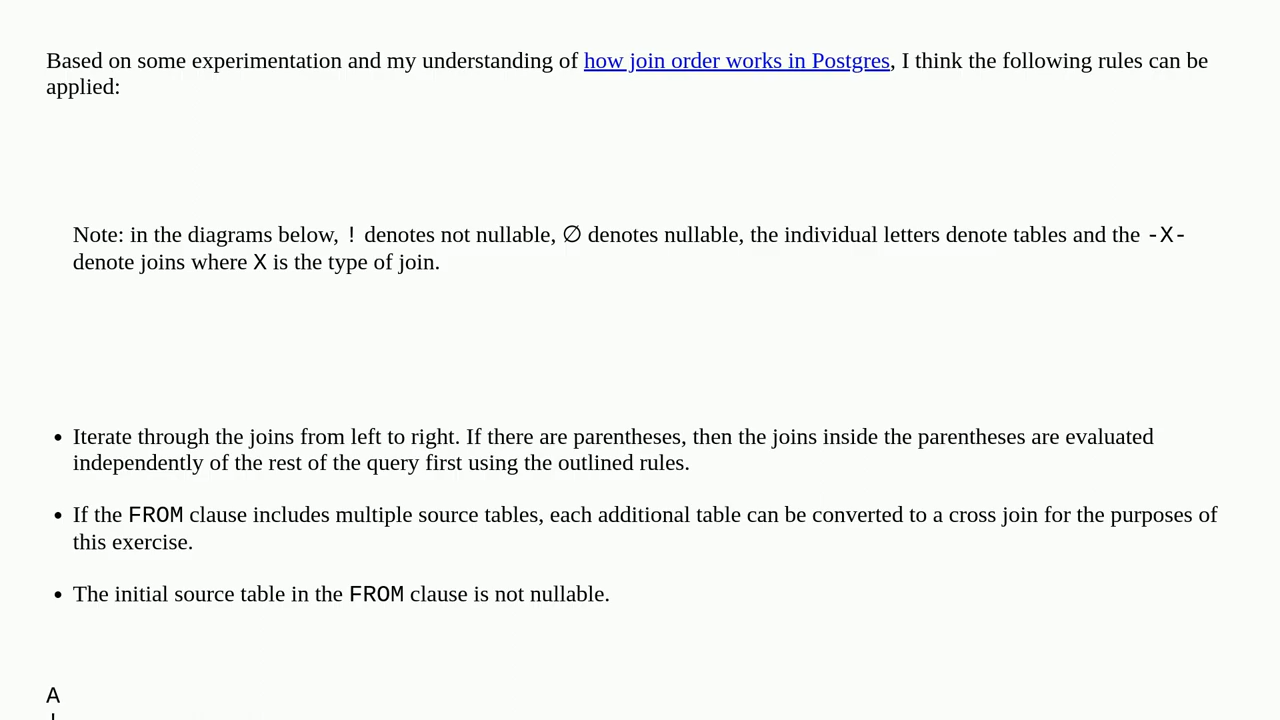 Based on some experimentation and my understanding of how join order works in Postgres, I think the following rules can be
applied:
Note: in the diagrams below, ! denotes not nullable, ∅ denotes nullable, the individual letters denote tables and the -X-
denote joins where X is the type of join.
• Iterate through the joins from left to right. If there are parentheses, then the joins inside the parentheses are evaluated
independently of the rest of the query first using the outlined rules.
• If the FROM clause includes multiple source tables, each additional table can be converted to a cross join for the purposes of
this exercise.
• The initial source table in the FROM clause is not nullable.
A